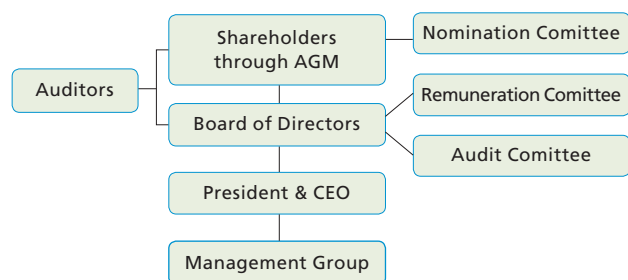 Shareholders
through AGM
Nomination Comittee
Auditors
Remuneration Comittee
Board of Directors
Audit Comittee
President & CEO
Management Group